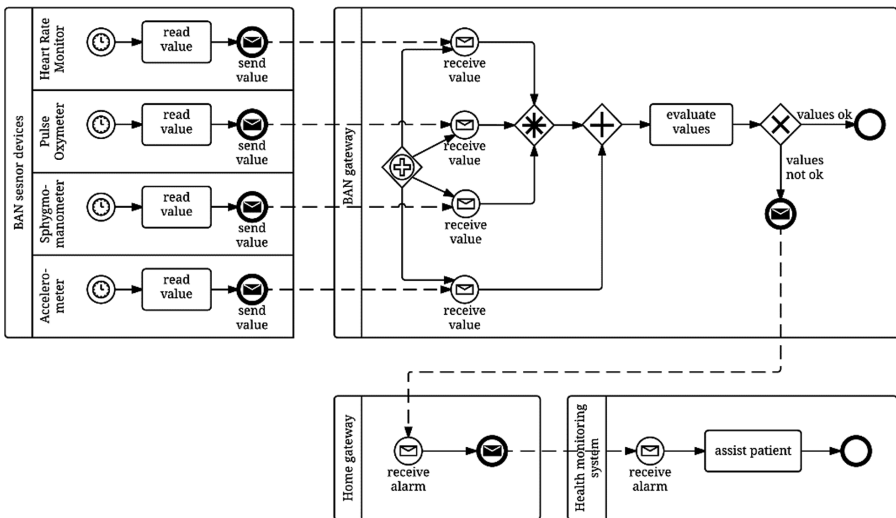 BAN sesnor devices
Heart Rate
Monitor
read
value
send
value
Pulse
Oxymeter
read
value
send
value
Sphygmo-
manometer
read
value
send
value
Accelero-
meter
read
value
send
value
BAN gateway
receive
value
receive
value
receive
value
receive
value
evaluate
values
values ok
values
not ok
Home gateway
receive
alarm
Health monitoring
system
receive
alarm
assist patient